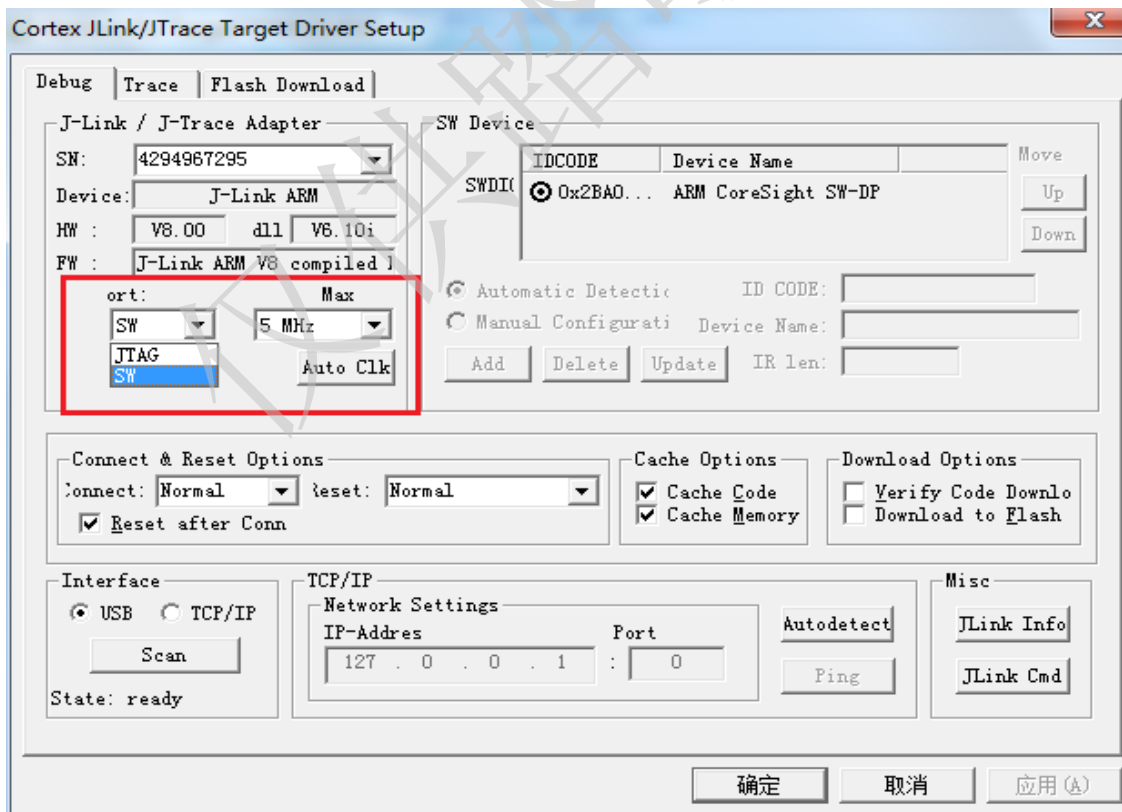 Cortex JLink/JTrace Target Driver Setup
Debug Trace Flash Download
J-Link / J-Trace Adapter
SN: 4294967295
Device: J-Link ARM
HW : V8.00 dll V6.10i
FW : J-Link ARM V8 compiled
ort: Max
SW 5 MHz
JTAG
SW
Auto Clk
SW Device
IDCODE Device Name
SWDI
0x2BA0... ARM CoreSight SW-DP
Move
Up
Down
Automatic Detectic ID CODE:
Manual Configurati Device Name:
Add Delete Update IR len:
Connect & Reset Options
onnect: Normal eset: Normal
Reset after Conn
Cache Options
Cache Code
Cache Memory
Download Options
Verify Code Downlo
Download to Flash
Interface
USB TCP/IP
Scan
State: ready
TCP/IP
Network Settings
IP-Addres Port
127 . 0 . 0 . 1 : 0
Autodetect
Ping
Misc
JLink Info
JLink Cmd
确定 取消 应用(A)